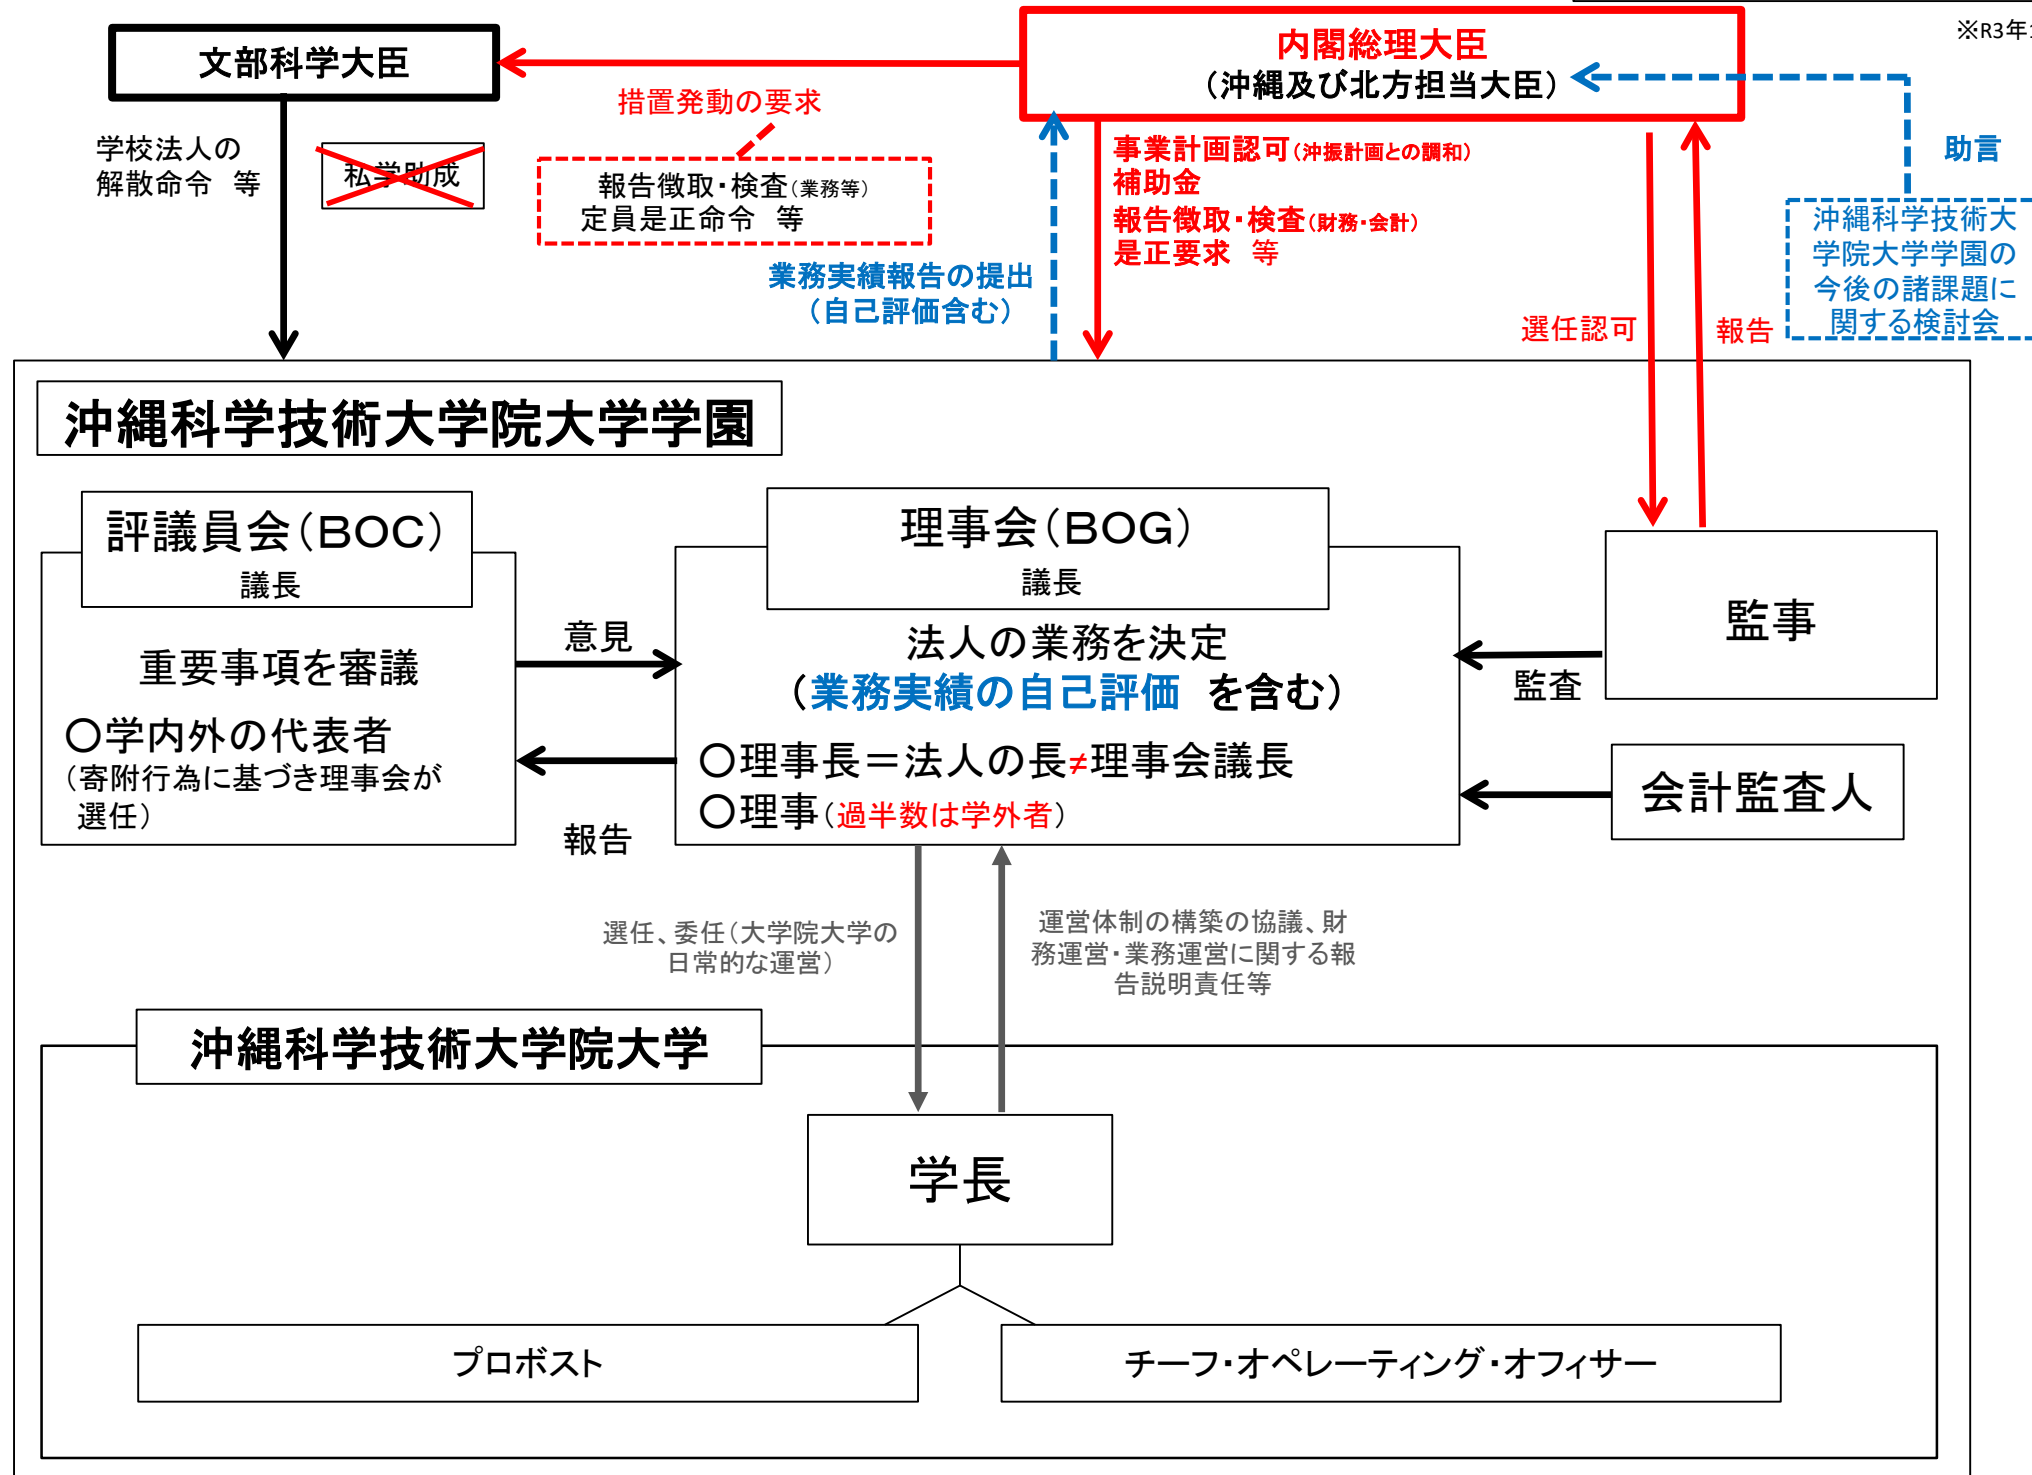 ※R3年
文部科学大臣
内閣総理大臣
（沖縄及び北方担当大臣）
措置発動の要求
学校法人の
解散命令　等
私学助成
報告徴取・検査（業務等）
定員是正命令　等
事業計画認可（沖振計画との調和）
補助金
報告徴取・検査（財務・会計）
是正要求　等
助言
沖縄科学技術大
学院大学学園の
今後の諸課題に
関する検討会
業務実績報告の提出
（自己評価含む）
選任認可
報告
沖縄科学技術大学院大学学園
評議員会（ＢＯＣ）
議長
重要事項を審議
○学内外の代表者
（寄附行為に基づき理事会が
選任）
意見
報告
理事会（ＢＯＧ）
議長
法人の業務を決定
（業務実績の自己評価　を含む）
○理事長＝法人の長≠理事会議長
○理事（過半数は学外者）
監事
監査
会計監査人
選任、委任（大学院大学の
日常的な運営）
運営体制の構築の協議、財
務運営・業務運営に関する報
告説明責任等
沖縄科学技術大学院大学
学長
プロボスト
チーフ・オペレーティング・オフィサー